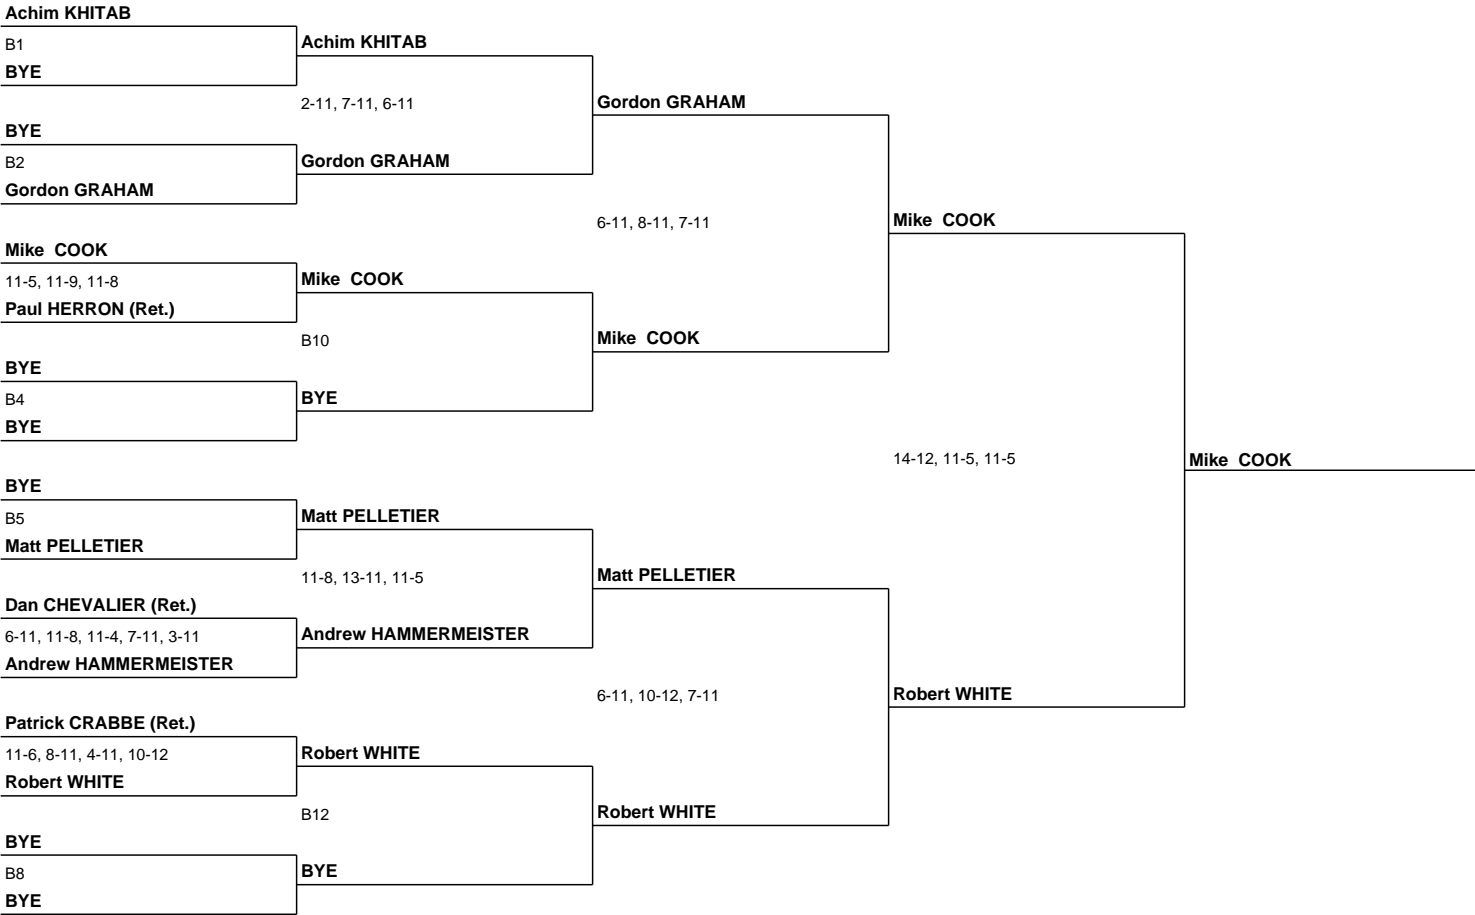 Achim KHITAB
B1
BYE
BYE
B2
Gordon GRAHAM
Mike COOK
11-5, 11-9, 11-8
Paul HERRON (Ret.)
BYE
B4
BYE
BYE
B5
Matt PELLETIER
Dan CHEVALIER (Ret.)
6-11, 11-8, 11-4, 7-11, 3-11
Andrew HAMMERMEISTER
Patrick CRABBE (Ret.)
11-6, 8-11, 4-11, 10-12
Robert WHITE
BYE
B8
BYE
Achim KHITAB
2-11, 7-11, 6-11
Gordon GRAHAM
Mike COOK
B10
BYE
Matt PELLETIER
11-8, 13-11, 11-5
Andrew HAMMERMEISTER
Robert WHITE
B12
BYE
Gordon GRAHAM
6-11, 8-11, 7-11
Mike COOK
Matt PELLETIER
6-11, 10-12, 7-11
Robert WHITE
Mike COOK
14-12, 11-5, 11-5
Robert WHITE
Mike COOK